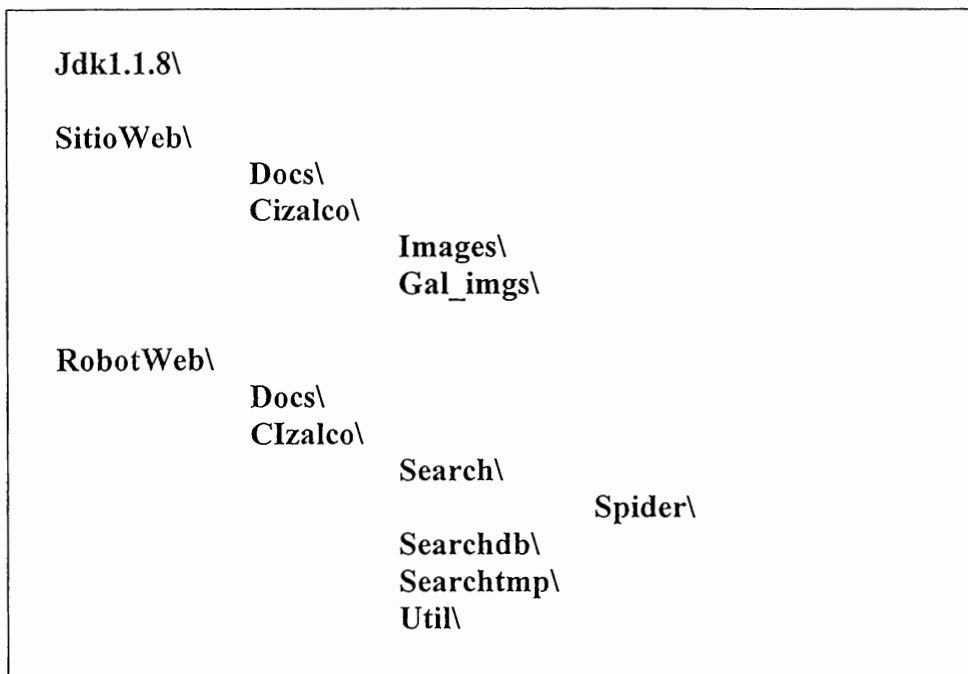 Jdk1.1.8\
SitioWeb\
Docs\
Cizalco\
Images\
Gal_imgs\
RobotWeb\
Docs\
CIzalco\
Search\
Spider\
Searchdb\
Searchtmp\
Util\